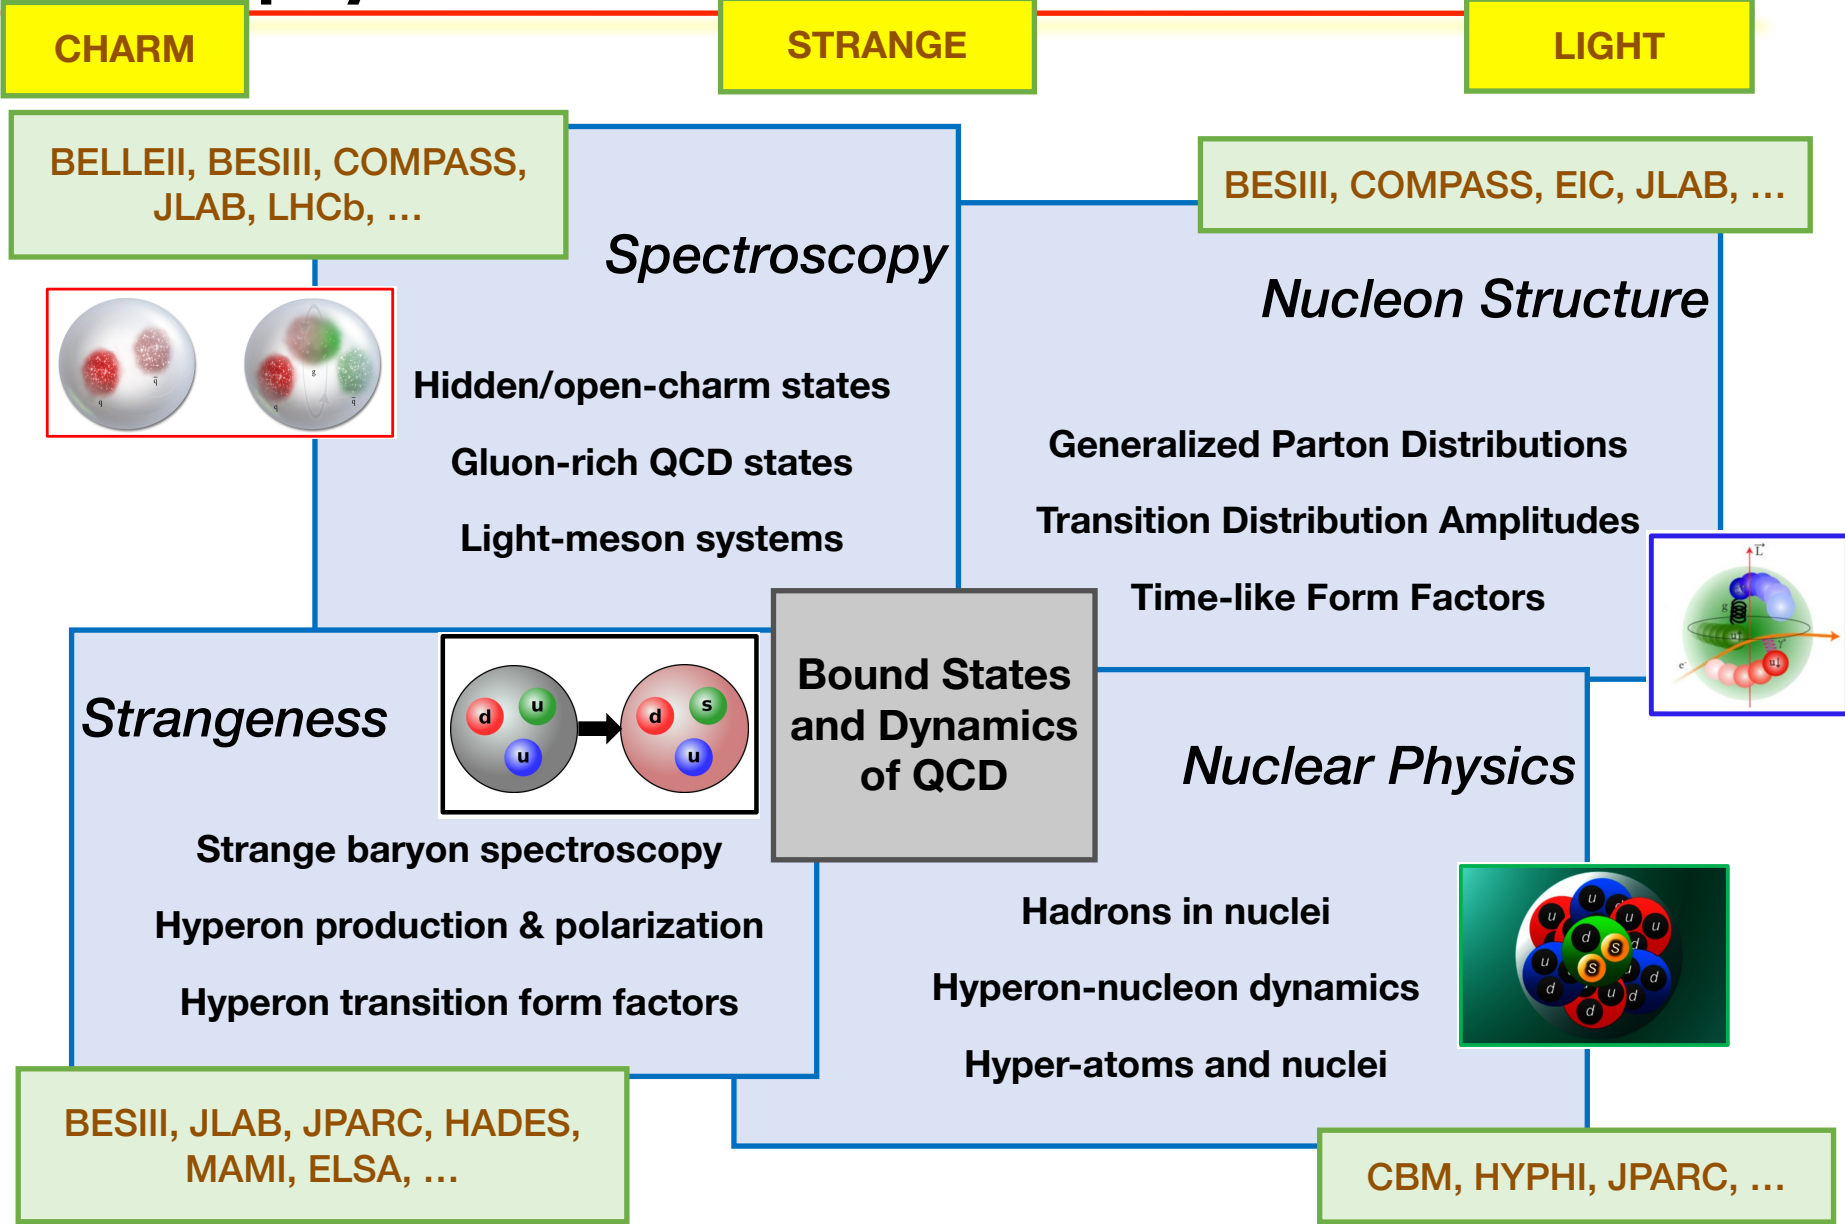 CHARM
STRANGE
LIGHT
BELLEII, BESIII, COMPASS,
JLAB, LHCb, …
BESIII, COMPASS, EIC, JLAB, …
Spectroscopy
Hidden/open-charm states
Gluon-rich QCD states
Light-meson systems
q
q̄
q
g
q̄
Nucleon Structure
Generalized Parton Distributions
Transition Distribution Amplitudes
Time-like Form Factors
L
g
u
e-
γ*
u
Bound States
and Dynamics
of QCD
Strangeness
d u u
d s u
Strange baryon spectroscopy
Hyperon production & polarization
Hyperon transition form factors
Nuclear Physics
Hadrons in nuclei
Hyperon-nucleon dynamics
Hyper-atoms and nuclei
u
d
u
u
u
d
S
d
u
S
u
d
d
u
d
d
BESIII, JLAB, JPARC, HADES,
MAMI, ELSA, …
CBM, HYPHI, JPARC, …